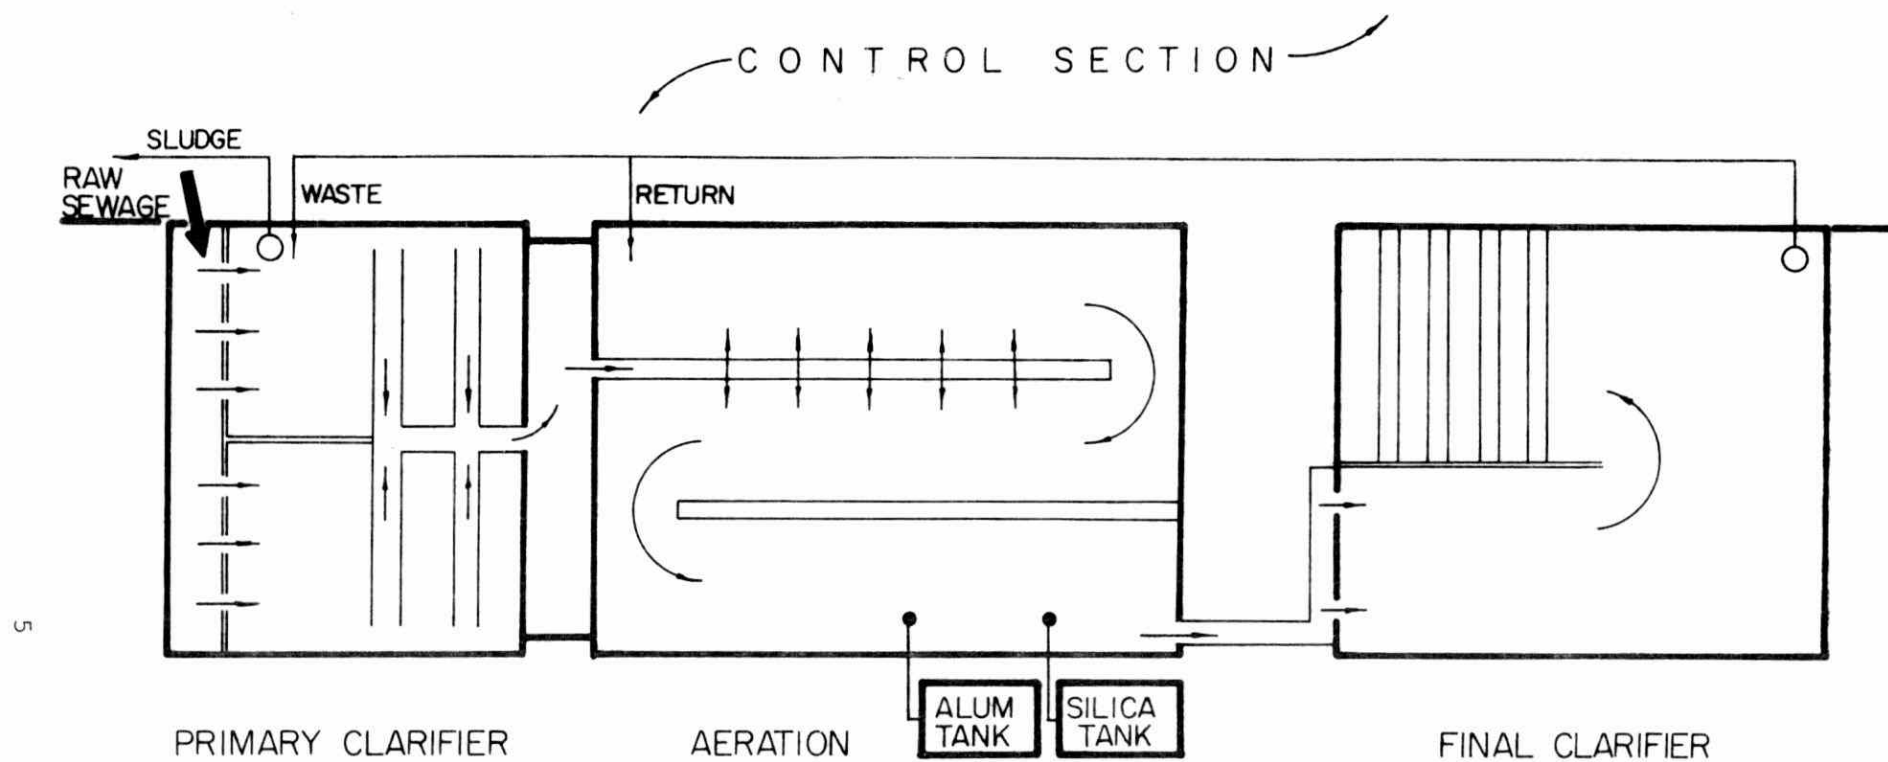 CONTROL SECTION
SLUDGE
RAW
SEWAGE
WASTE
RETURN
5
ALUM
TANK
SILICA
TANK
PRIMARY CLARIFIER
AERATION
FINAL CLARIFIER